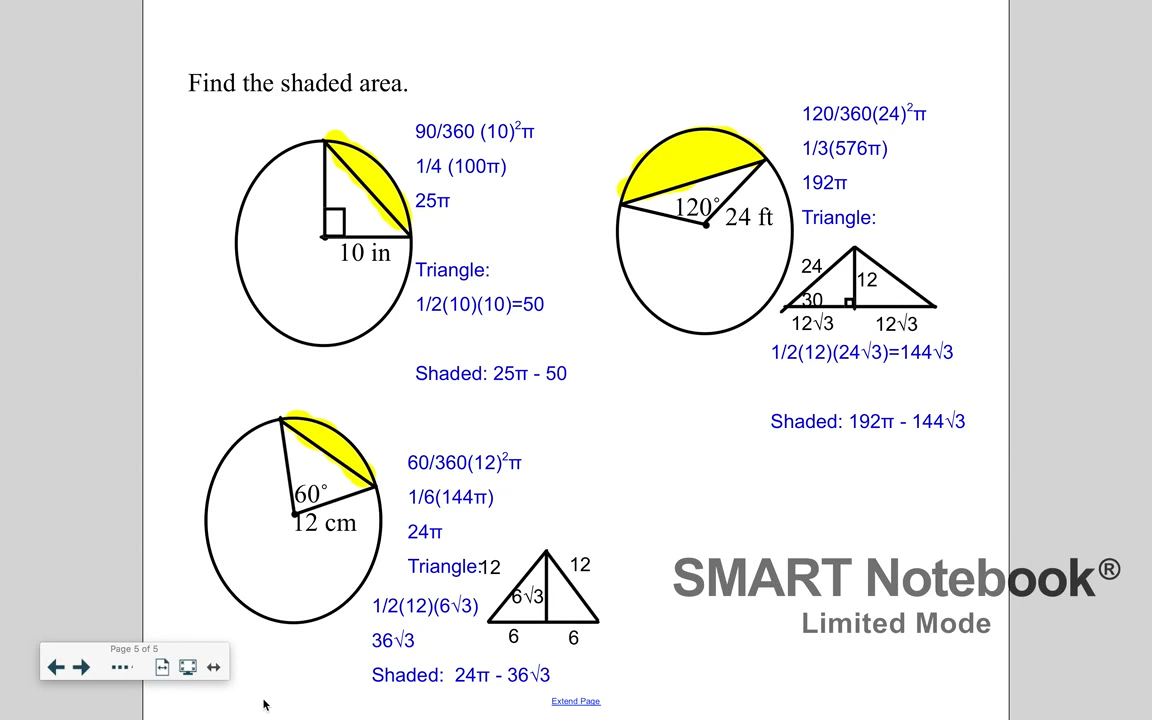 Find the shaded area.
90/360 (10)²π
1/4 (100π)
25π
10 in
Triangle:
1/2(10)(10)=50
Shaded: 25π - 50
120/360(24)²π
1/3(576π)
192π
Triangle:
120°
24 ft
24
12
30
12√3
12√3
1/2(12)(24√3)=144√3
Shaded: 192π - 144√3
60/360(12)²π
1/6(144π)
24π
60°
12 cm
Triangle:
12
12
6√3
6
6
1/2(12)(6√3)
36√3
Shaded: 24π - 36√3
SMART Notebook®
Limited Mode
Page 5 of 5
Extend Page